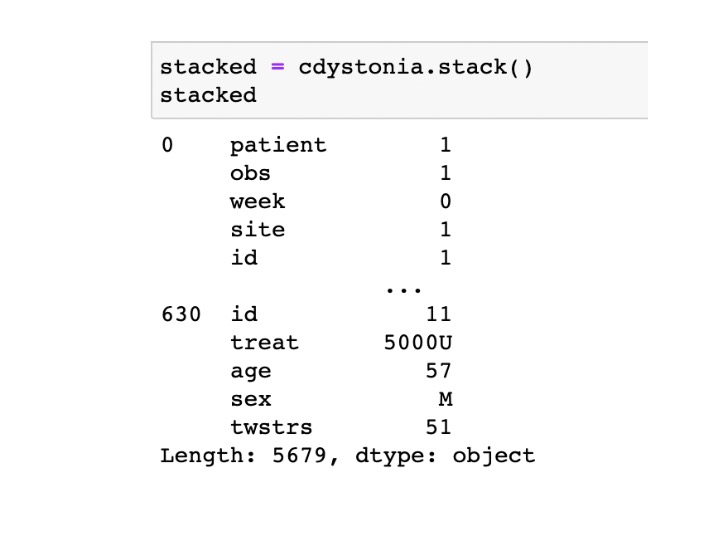 stacked = cdystonia.stack()
stacked
0 patient 1
obs 1
week 0
site 1
id 1
...
630 id 11
treat 5000U
age 57
sex M
twstrs 51
Length: 5679, dtype: object